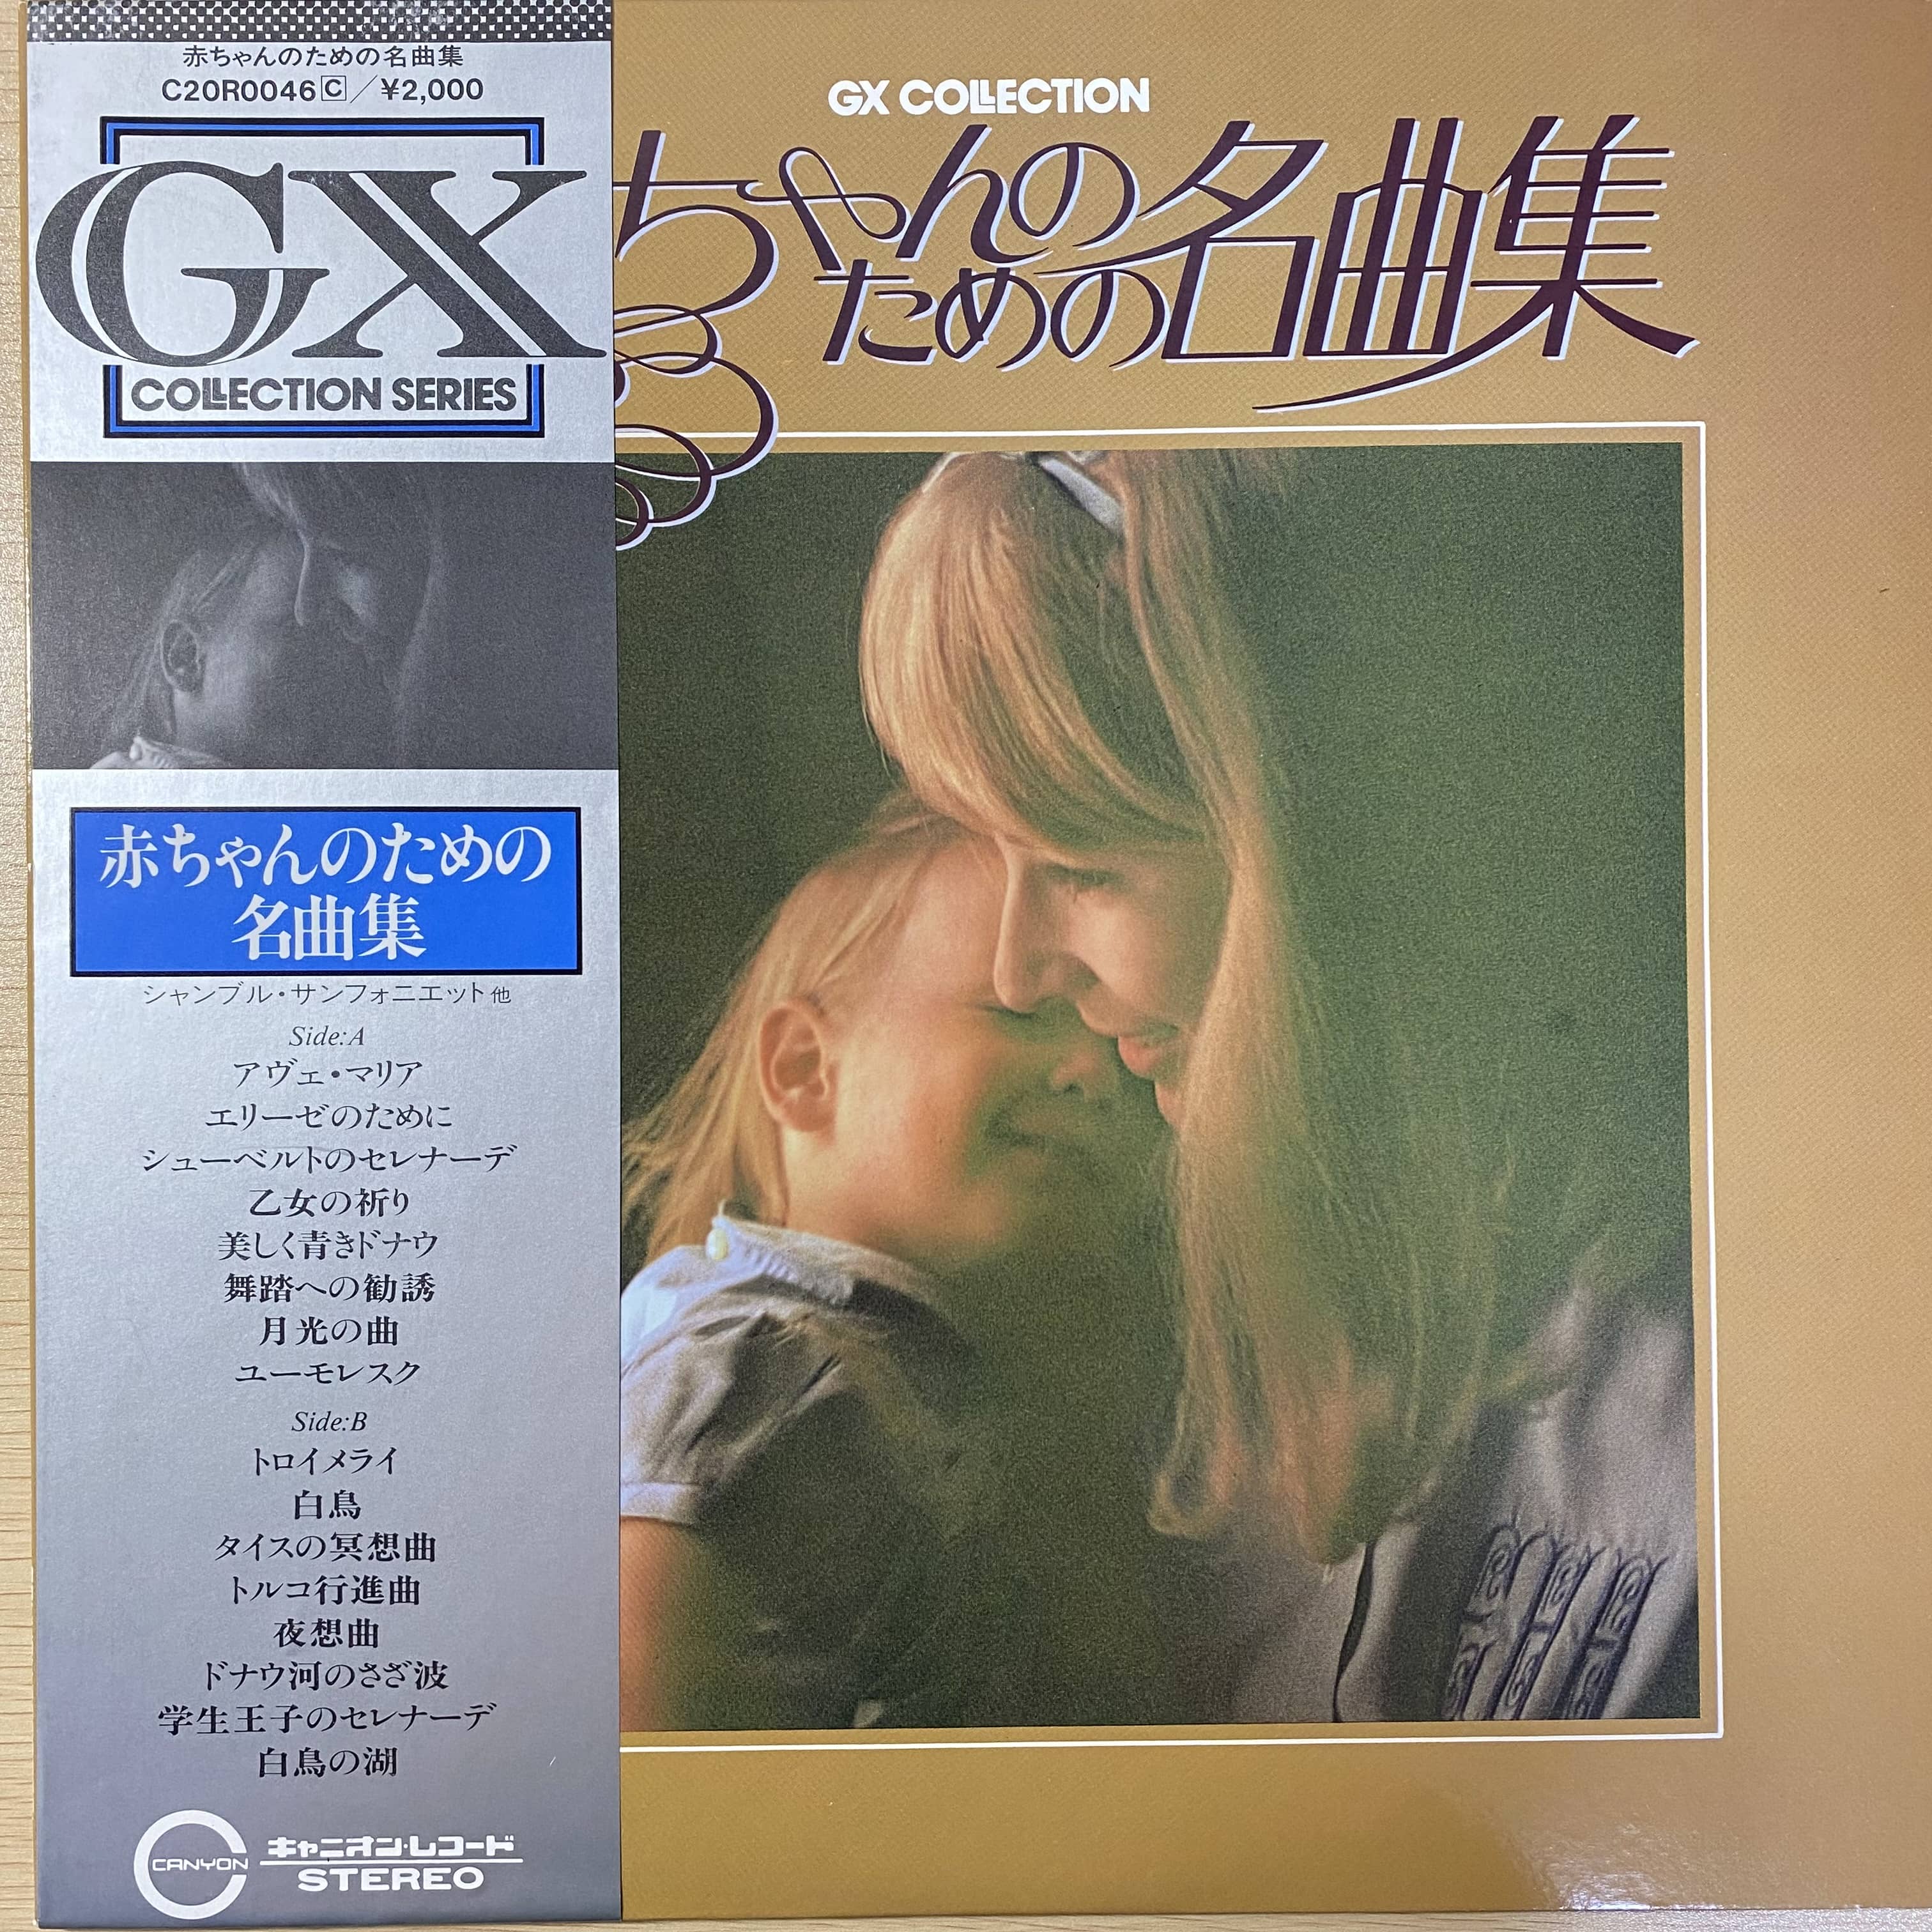 赤ちゃんのための名曲集
C20R0046 C／¥2,000
GX
COLLECTION SERIES
赤ちゃんのための
名曲集
シャンブル・サンフォニエット他
Side:A
アヴェ・マリア
エリーゼのために
シューベルトのセレナーデ
乙女の祈り
美しく青きドナウ
舞踏への勧誘
月光の曲
ユーモレスク
Side:B
トロイメライ
白鳥
タイスの冥想曲
トルコ行進曲
夜想曲
ドナウ河のさざ波
学生王子のセレナーデ
白鳥の湖
CANYON
キャニオン・レコード
STEREO
GX COLLECTION
ちゃんの
ための名曲集